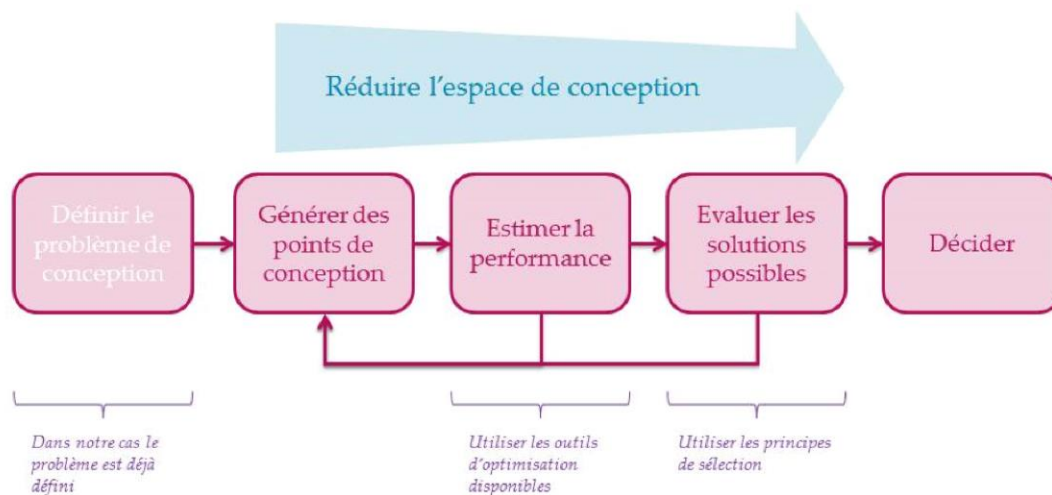 Réduire l'espace de conception
Définir le
problème de
conception
Générer des
points de
conception
Estimer la
performance
Evaluer les
solutions
possibles
Décider
Dans notre cas le
problème est déjà
défini
Utiliser les outils
d'optimisation
disponibles
Utiliser les principes
de sélection